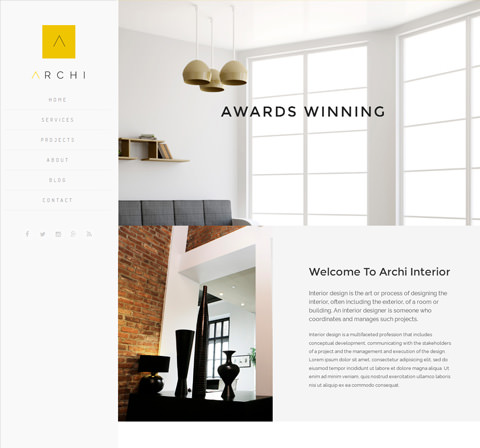 ARCHI
HOME
SERVICES
PROJECTS
ABOUT
BLOG
CONTACT
AWARDS WINNING
Welcome To Archi Interior
Interior design is the art or process of designing the
interior, often including the exterior, of a room or
building. An interior designer is someone who
coordinates and manages such projects.
Interior design is a multifaceted profession that includes
conceptual development, communicating with the stakeholders
of a project and the management and execution of the design.
Lorem ipsum dolor sit amet, consectetur adipiscing elit, sed do
eiusmod tempor incididunt ut labore et dolore magna aliqua. Ut
enim ad minim veniam, quis nostrud exercitation ullamco laboris
nisi ut aliquip ex ea commodo consequat.